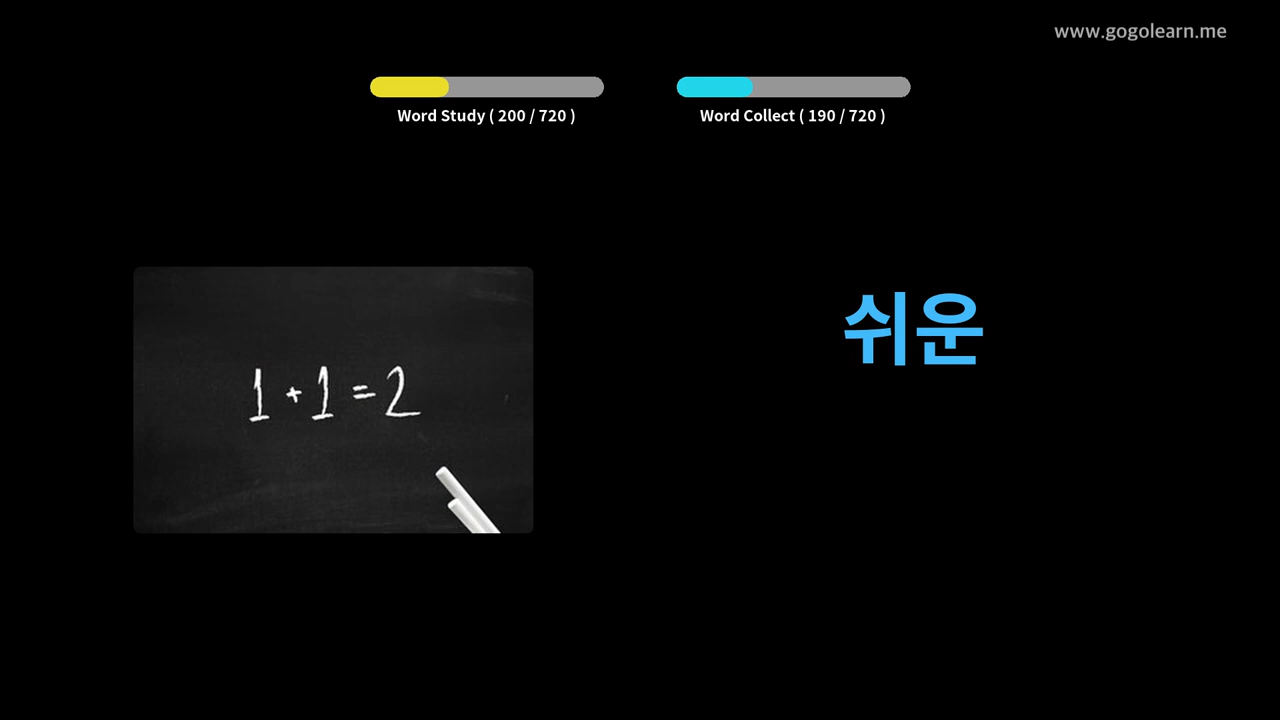 www.gogolearn.me
Word Study ( 200 / 720 )
Word Collect ( 190 / 720 )
쉬운
1 + 1 = 2